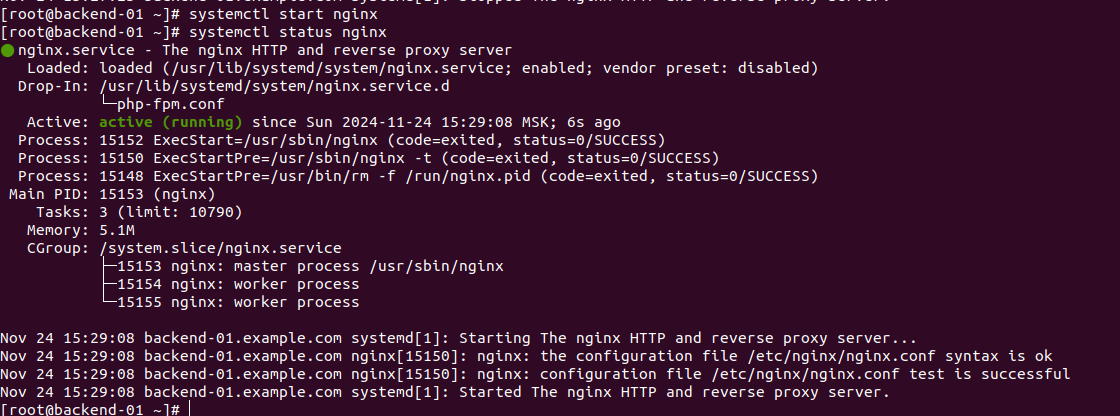 [root@backend-01 ~]# systemctl start nginx
[root@backend-01 ~]# systemctl status nginx
● nginx.service - The nginx HTTP and reverse proxy server
   Loaded: loaded (/usr/lib/systemd/system/nginx.service; enabled; vendor preset: disabled)
  Drop-In: /usr/lib/systemd/system/nginx.service.d
           └─php-fpm.conf
   Active: active (running) since Sun 2024-11-24 15:29:08 MSK; 6s ago
  Process: 15152 ExecStart=/usr/sbin/nginx (code=exited, status=0/SUCCESS)
  Process: 15150 ExecStartPre=/usr/sbin/nginx -t (code=exited, status=0/SUCCESS)
  Process: 15148 ExecStartPre=/usr/bin/rm -f /run/nginx.pid (code=exited, status=0/SUCCESS)
 Main PID: 15153 (nginx)
    Tasks: 3 (limit: 10790)
   Memory: 5.1M
   CGroup: /system.slice/nginx.service
           ├─15153 nginx: master process /usr/sbin/nginx
           ├─15154 nginx: worker process
           └─15155 nginx: worker process
Nov 24 15:29:08 backend-01.example.com systemd[1]: Starting The nginx HTTP and reverse proxy server...
Nov 24 15:29:08 backend-01.example.com nginx[15150]: nginx: the configuration file /etc/nginx/nginx.conf syntax is ok
Nov 24 15:29:08 backend-01.example.com nginx[15150]: nginx: configuration file /etc/nginx/nginx.conf test is successful
Nov 24 15:29:08 backend-01.example.com systemd[1]: Started The nginx HTTP and reverse proxy server.
[root@backend-01 ~]#